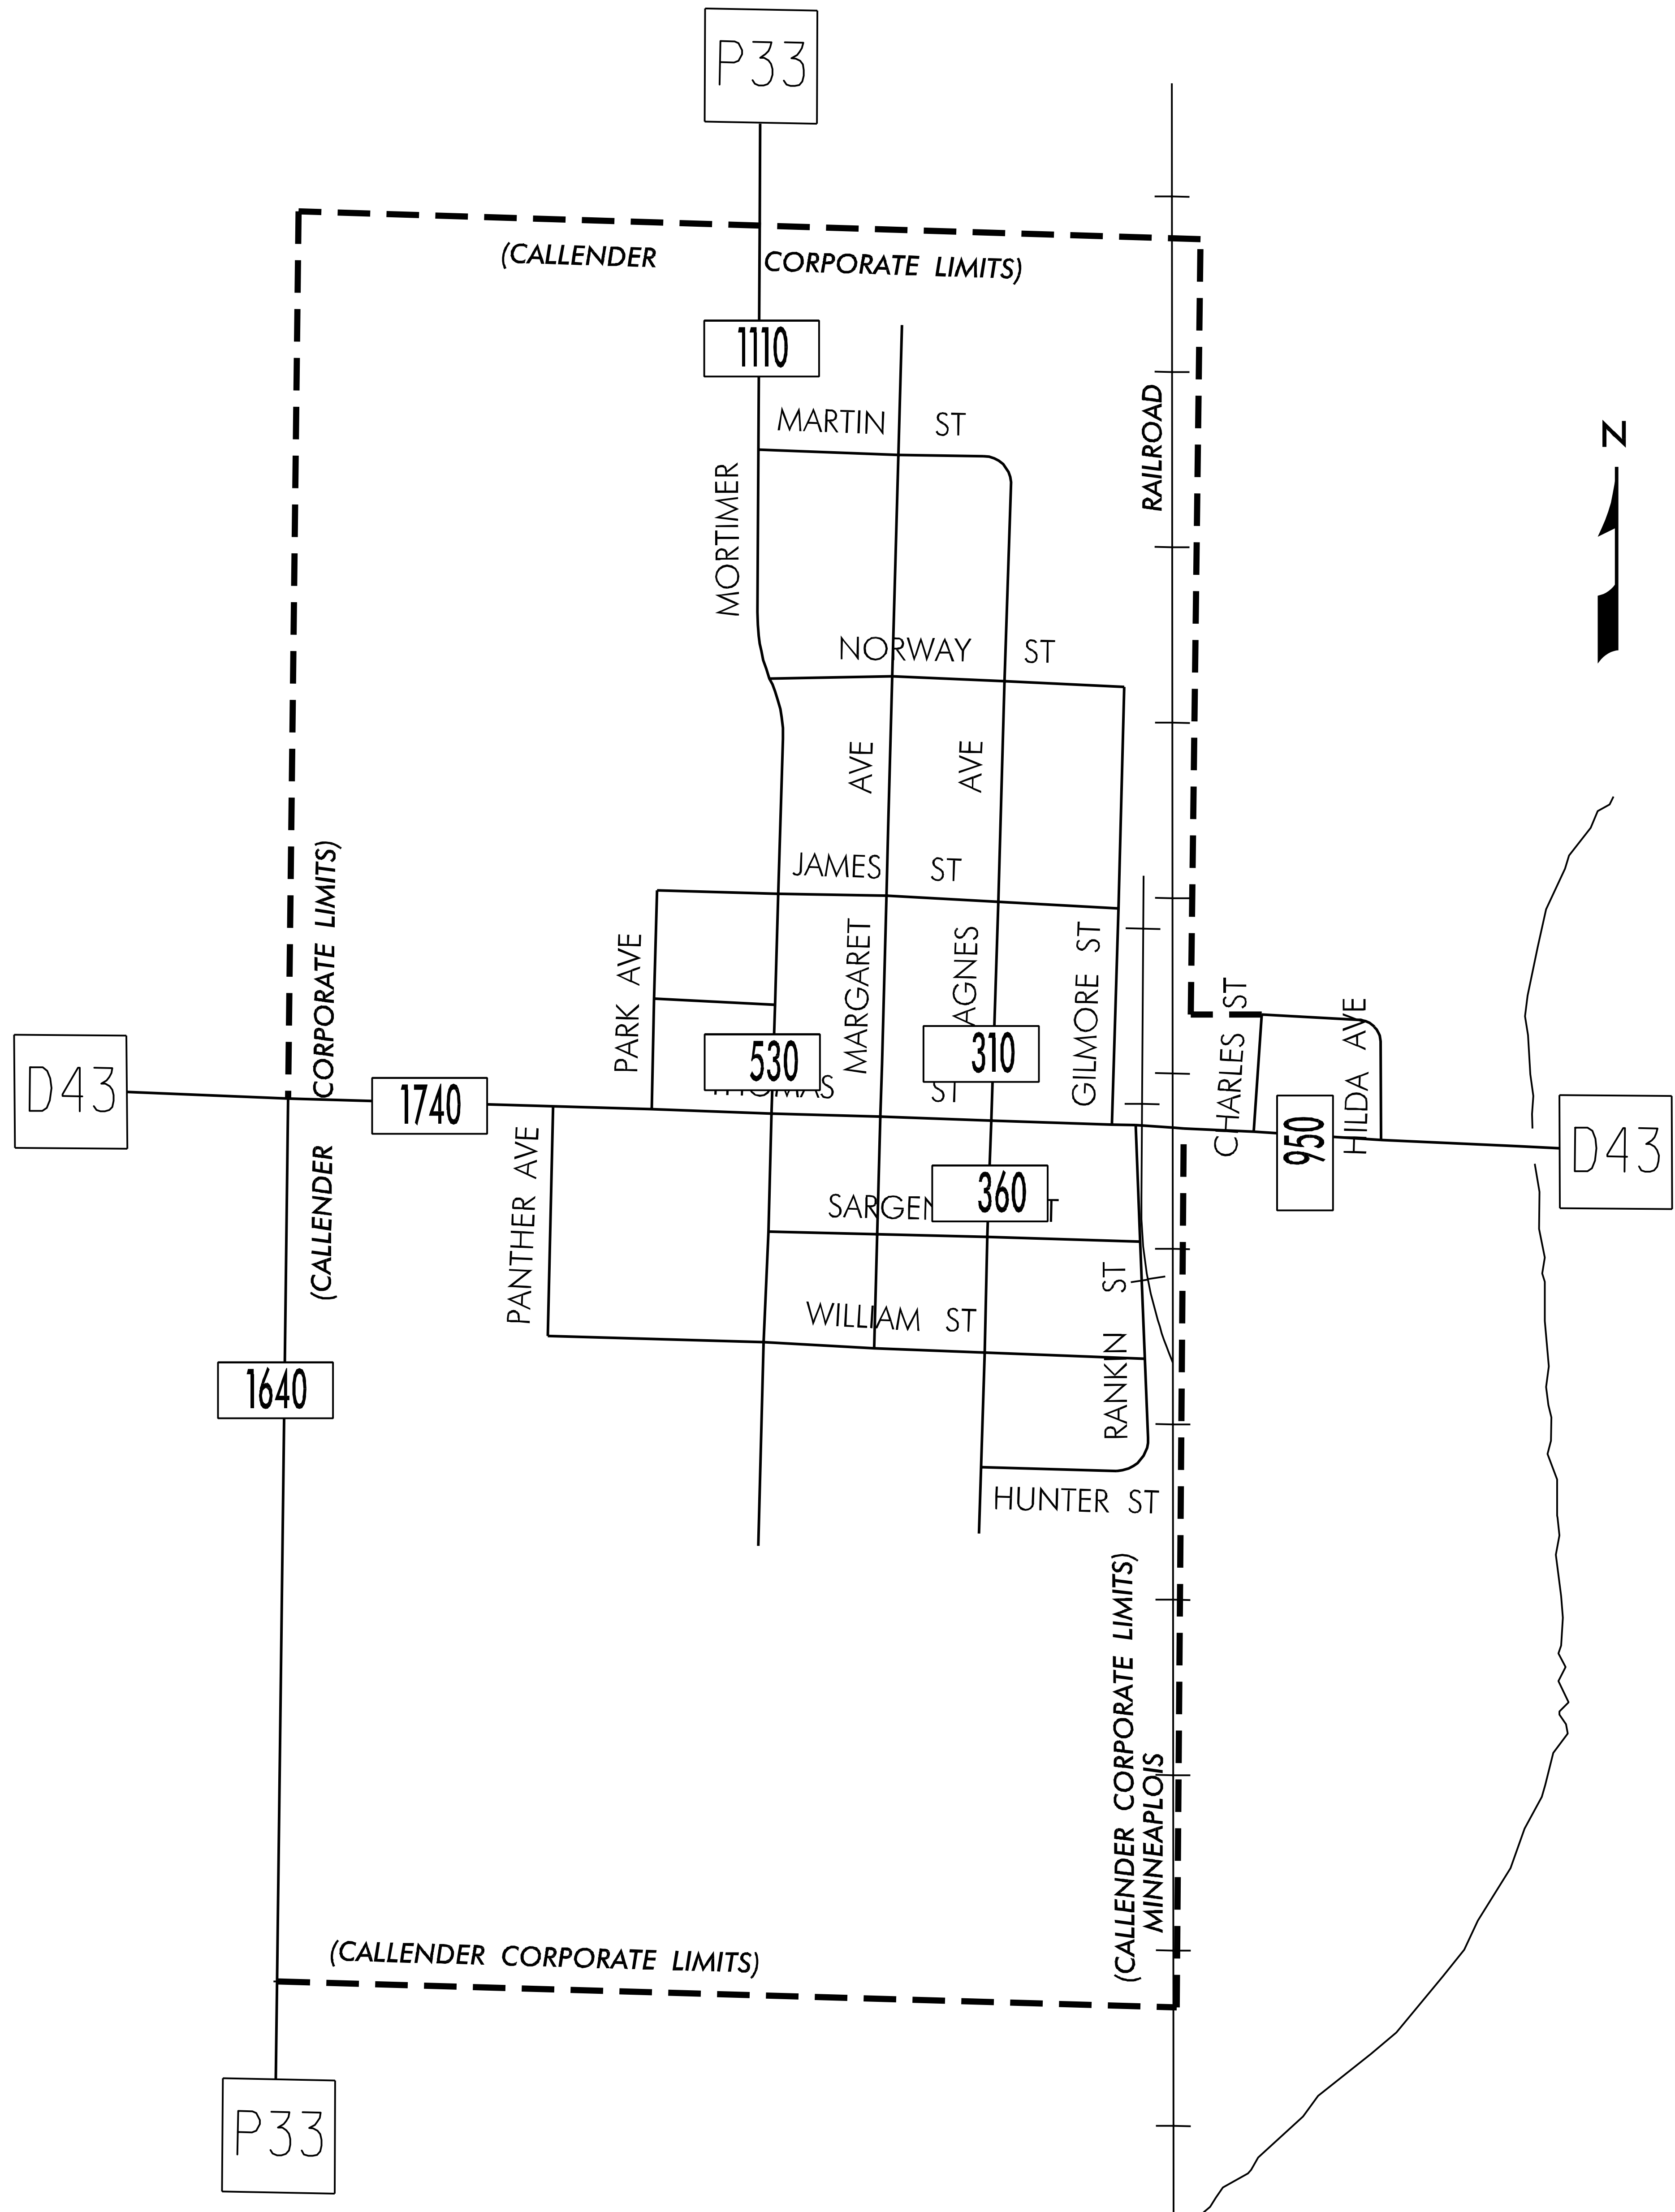 P33
(CALLENDER CORPORATE LIMITS)
1110
MARTIN ST
RAILROAD
MORTIMER
N
NORWAY ST
AVE
AVE
JAMES ST
CORPORATE LIMITS)
PARK AVE
MARGARET
AGNES
GILMORE ST
CHARLES ST
HILDA AVE
530
310
D43
1740
ST
950
D43
PANTHER AVE
(CALLENDER
360
WILLIAM ST
RANKIN ST
1640
HUNTER ST
(CALLENDER CORPORATE LIMITS)
MINNEAPLOIS
(CALLENDER CORPORATE LIMITS)
P33